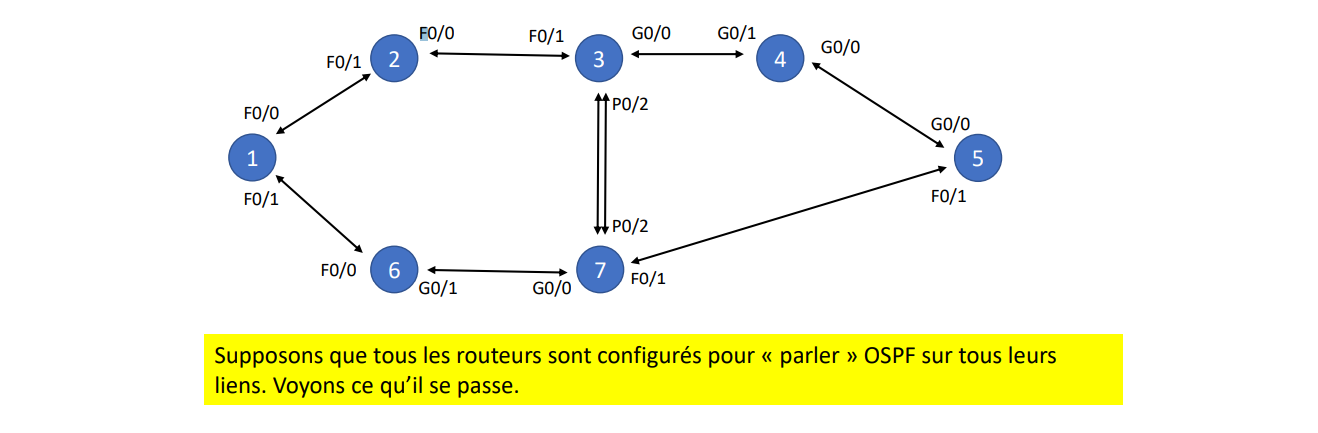 F0/0
F0/1
G0/0
G0/1
G0/0
F0/1
2
3
4
P0/2
F0/0
G0/0
1
5
F0/1
F0/1
P0/2
F0/0
6
7
F0/1
G0/1
G0/0
Supposons que tous les routeurs sont configurés pour « parler » OSPF sur tous leurs
liens. Voyons ce qu’il se passe.